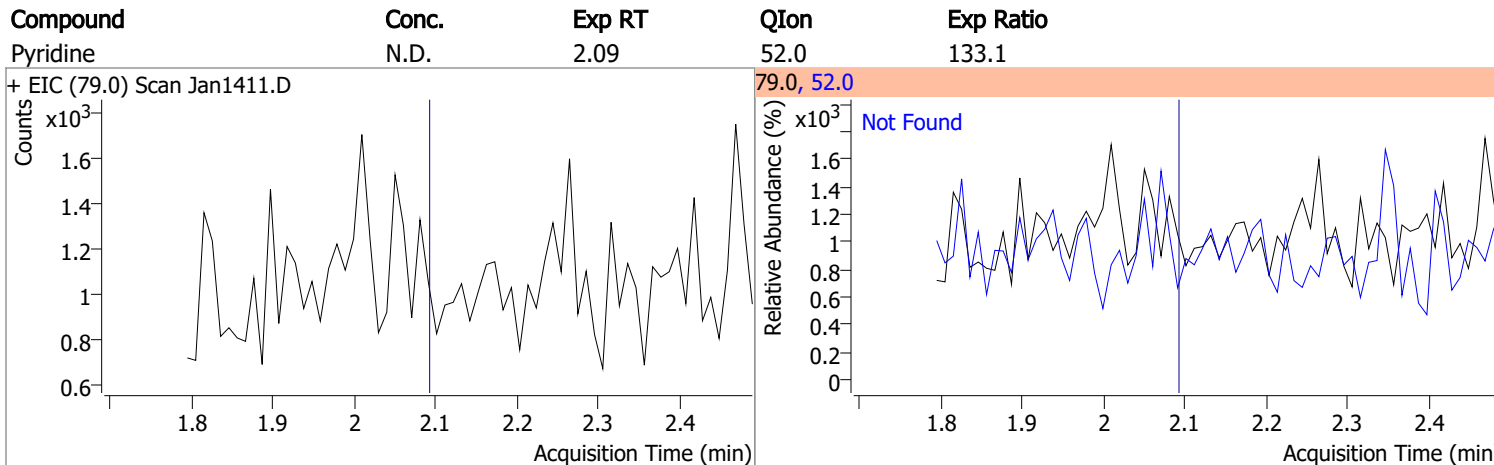 Compound Conc. Exp RT QIon Exp Ratio
Pyridine N.D. 2.09 52.0 133.1
+ EIC (79.0) Scan Jan1411.D
Counts
x10³
1.6
1.4
1.2
1
0.8
0.6
1.8 1.9 2 2.1 2.2 2.3 2.4
Acquisition Time (min)
79.0, 52.0
Relative Abundance (%)
x10³
Not Found
1.6
1.4
1.2
1
0.8
0.6
0.4
0.2
0
1.8 1.9 2 2.1 2.2 2.3 2.4
Acquisition Time (min